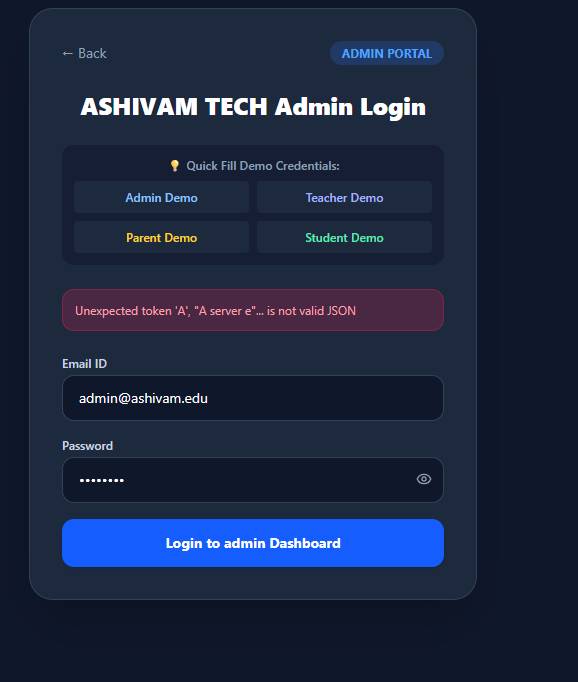 ← Back
ADMIN PORTAL
ASHIVAM TECH Admin Login
💡 Quick Fill Demo Credentials:
Admin Demo
Teacher Demo
Parent Demo
Student Demo
Unexpected token 'A', "A server e"... is not valid JSON
Email ID
admin@ashivam.edu
Password
••••••••
Login to admin Dashboard